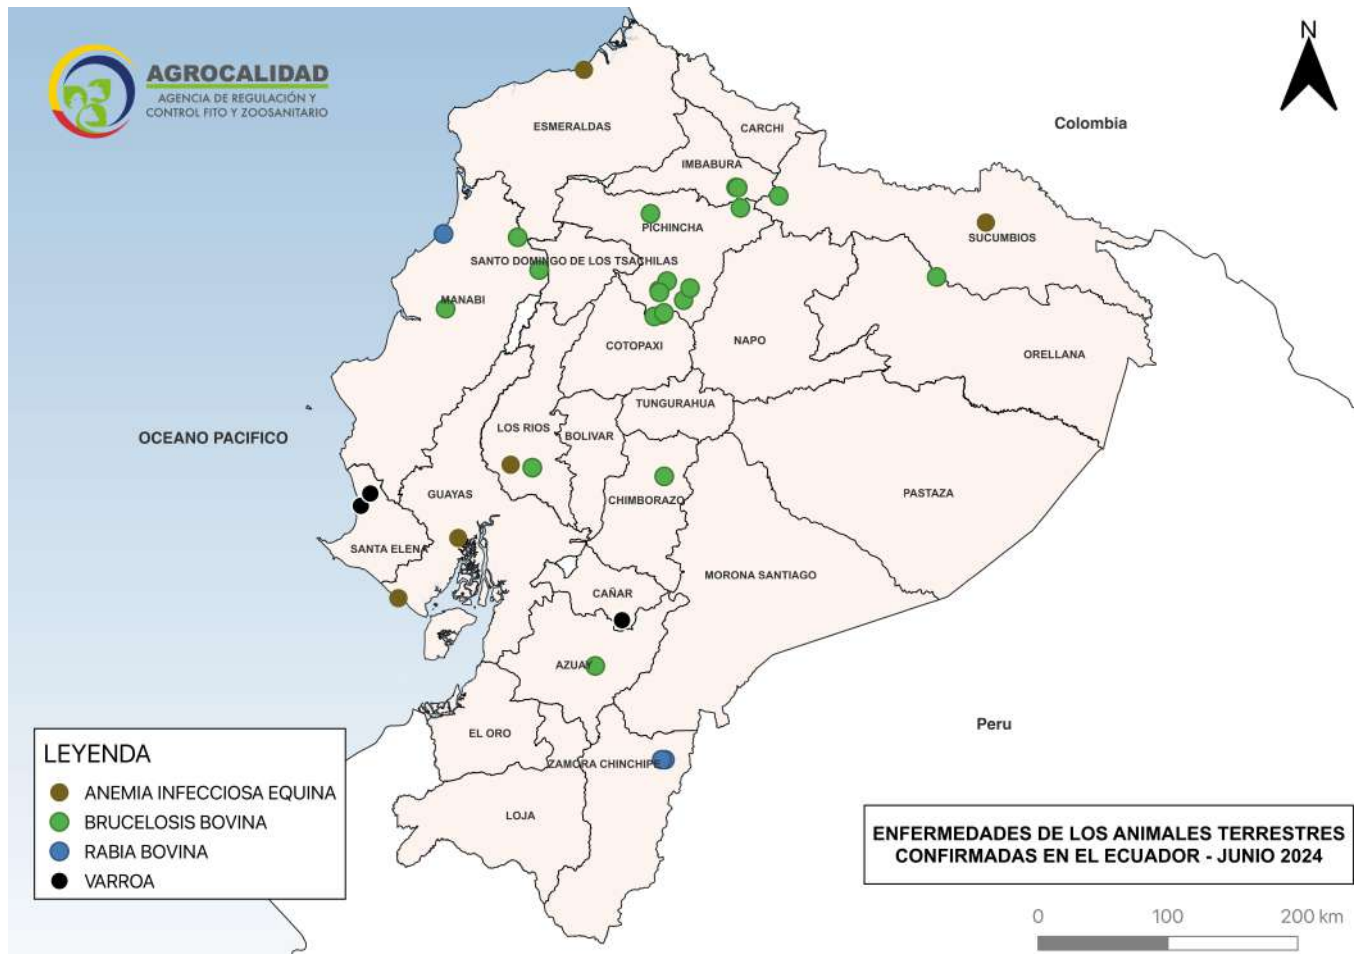 AGROCALIDAD
AGENCIA DE REGULACIÓN Y
CONTROL FITO Y ZOOSANITARIO
N
Colombia
ESMERALDAS
CARCHI
IMBABURA
PICHINCHA
SUCUMBIOS
SANTO DOMINGO DE LOS TSACHILAS
MANABI
COTOPAXI
NAPO
ORELLANA
TUNGURAHUA
OCEANO PACIFICO
LOS RIOS
BOLIVAR
GUAYAS
CHIMBORAZO
PASTAZA
SANTA ELENA
MORONA SANTIAGO
CAÑAR
AZUAY
Peru
EL ORO
ZAMORA CHINCHIPE
LOJA
LEYENDA
ANEMIA INFECCIOSA EQUINA
BRUCELOSIS BOVINA
RABIA BOVINA
VARROA
ENFERMEDADES DE LOS ANIMALES TERRESTRES
CONFIRMADAS EN EL ECUADOR - JUNIO 2024
0 100 200 km